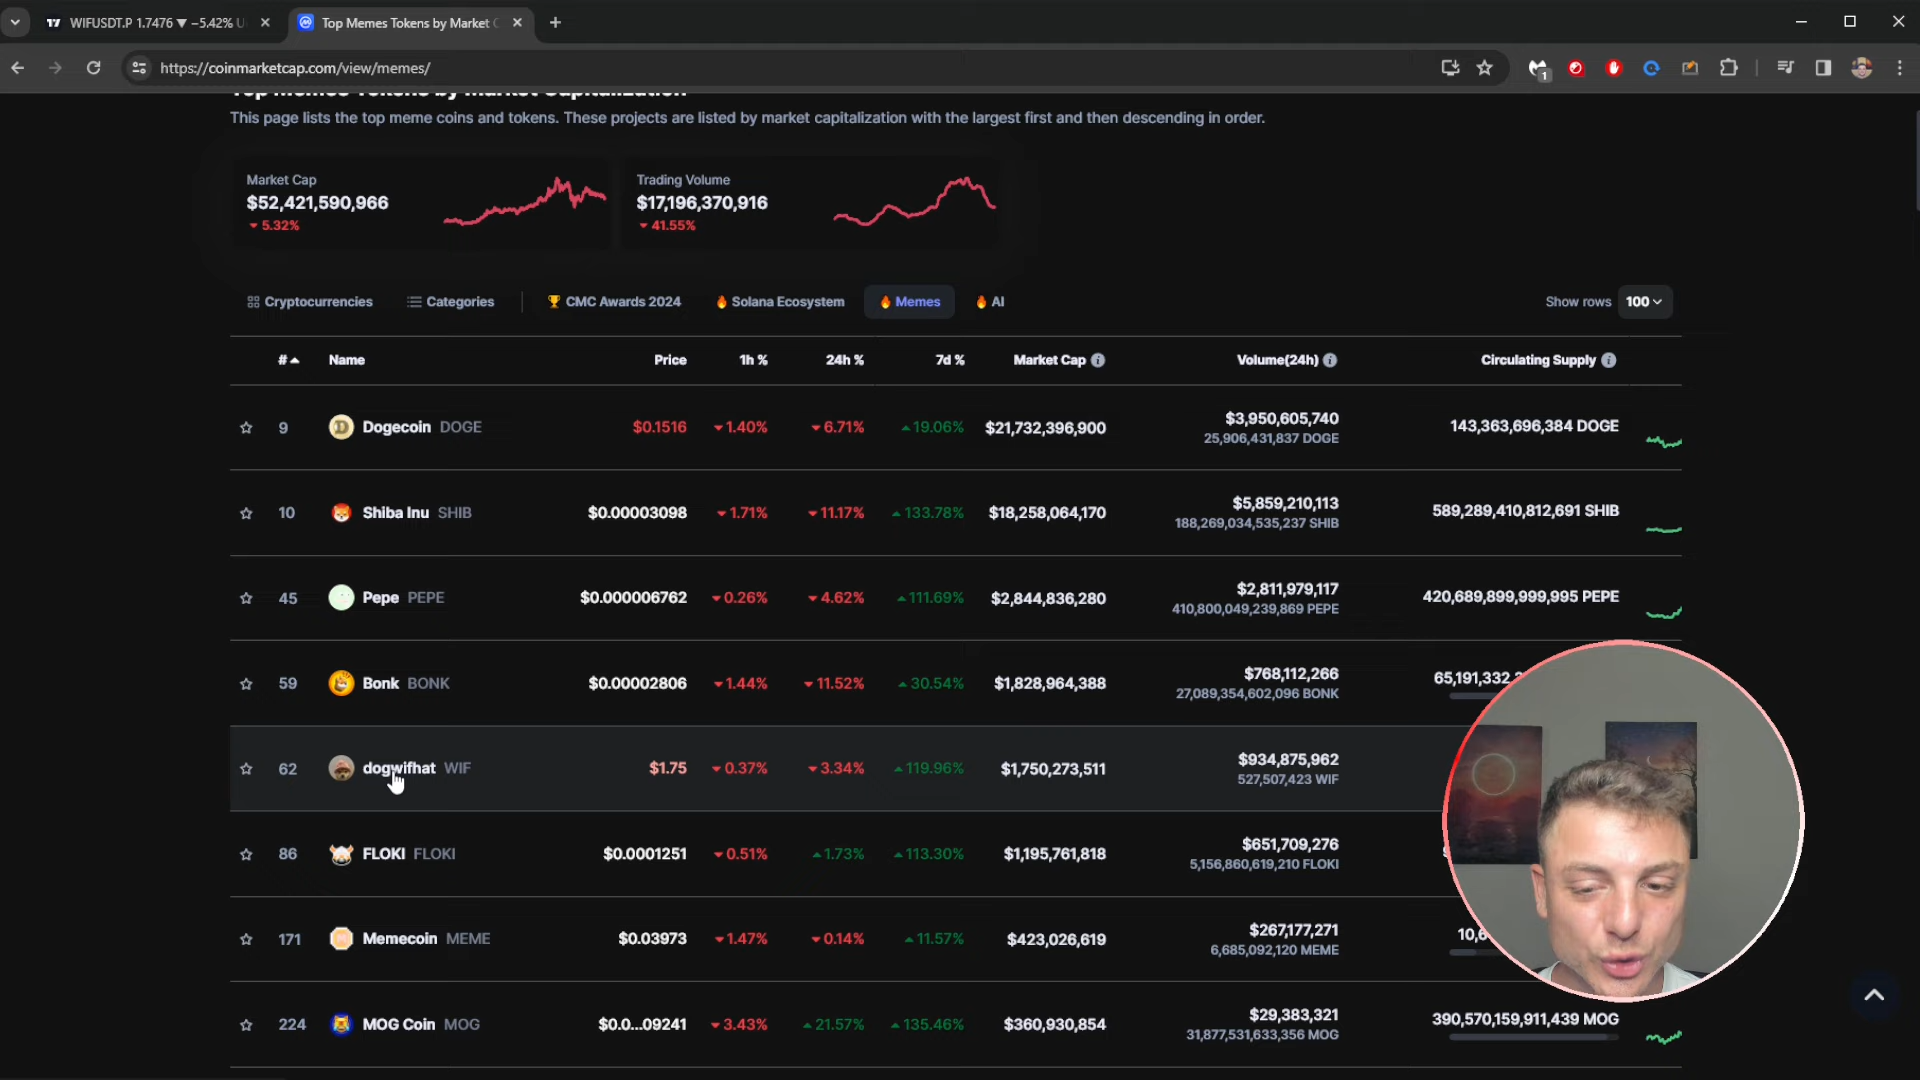 WIFUSDT.P 1.7476 ▼ −5.42% U
Top Memes Tokens by Market C
https://coinmarketcap.com/view/memes/
1
Top Memes Tokens by Market Capitalization
This page lists the top meme coins and tokens. These projects are listed by market capitalization with the largest first and then descending in order.
Market Cap
$52,421,590,966
5.32%
Trading Volume
$17,196,370,916
41.55%
Cryptocurrencies Categories CMC Awards 2024 Solana Ecosystem Memes AI Show rows 100
# Name Price 1h % 24h % 7d % Market Cap Volume(24h) Circulating Supply
9 Dogecoin DOGE $0.1516 1.40% 6.71% 19.06% $21,732,396,900 $3,950,605,740 143,363,696,384 DOGE
25,906,431,837 DOGE
10 Shiba Inu SHIB $0.00003098 1.71% 11.17% 133.78% $18,258,064,170 $5,859,210,113 589,289,410,812,691 SHIB
188,269,034,535,237 SHIB
45 Pepe PEPE $0.000006762 0.26% 4.62% 111.69% $2,844,836,280 $2,811,979,117 420,689,899,999,995 PEPE
410,800,049,239,869 PEPE
59 Bonk BONK $0.00002806 1.44% 11.52% 30.54% $1,828,964,388 $768,112,266 65,191,332
27,089,354,602,096 BONK
62 dogwifhat WIF $1.75 0.37% 3.34% 119.96% $1,750,273,511 $934,875,962
527,507,423 WIF
86 FLOKI FLOKI $0.0001251 0.51% 1.73% 113.30% $1,195,761,818 $651,709,276
5,156,860,619,210 FLOKI
171 Memecoin MEME $0.03973 1.47% 0.14% 11.57% $423,026,619 $267,177,271 10,6
6,685,092,120 MEME
224 MOG Coin MOG $0.0...09241 3.43% 21.57% 135.46% $360,930,854 $29,383,321 390,570,159,911,439 MOG
31,877,531,633,356 MOG